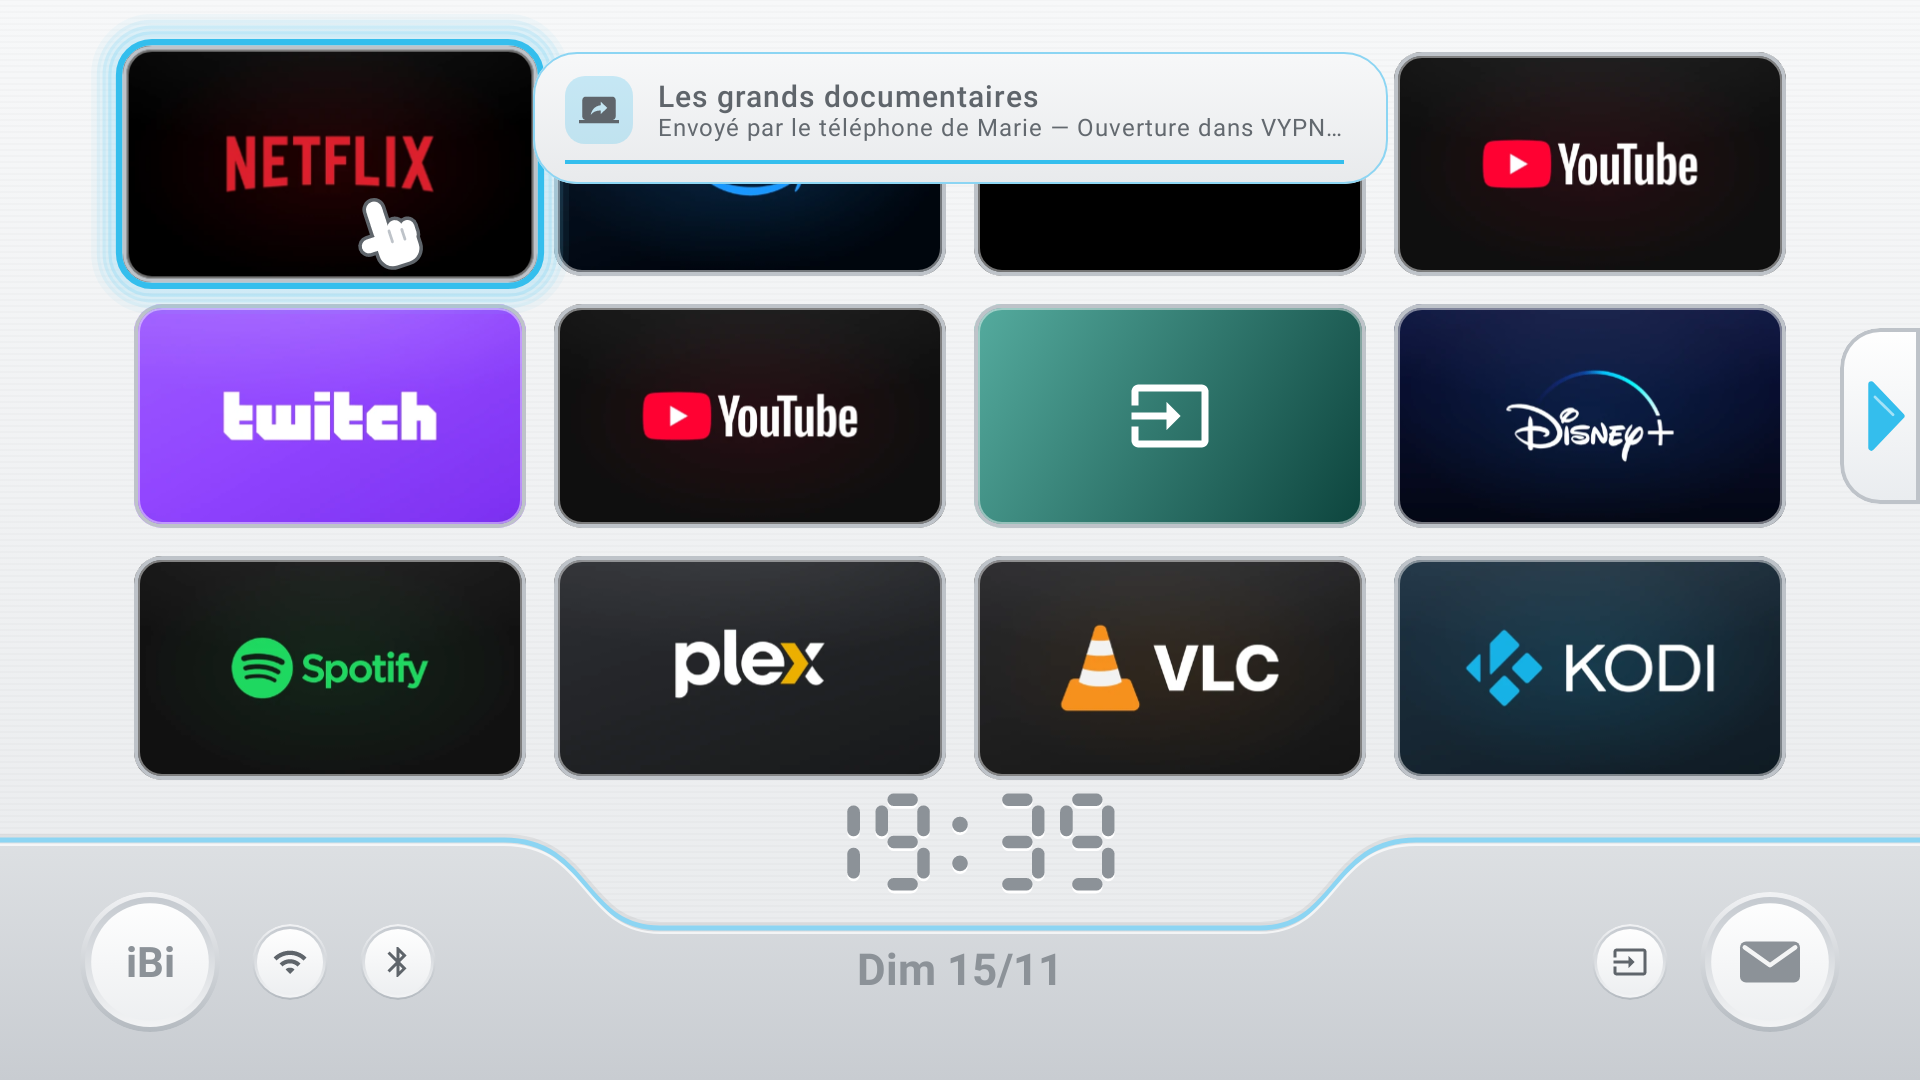 NETFLIX
Les grands documentaires
Envoyé par le téléphone de Marie — Ouverture dans VYPN…
YouTube
twitch
YouTube
Disney+
Spotify
plex
VLC
KODI
19:39
iBi
Dim 15/11